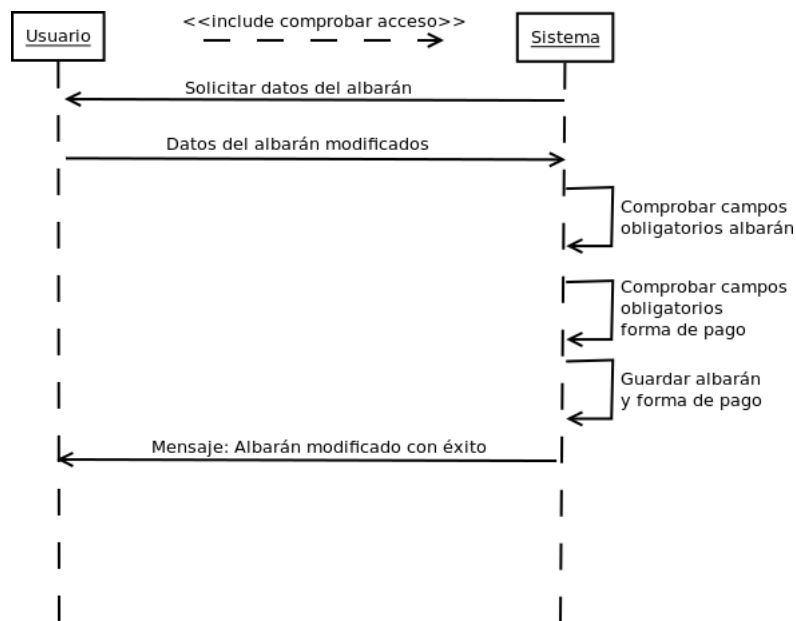 <<include comprobar acceso>>
Usuario
Sistema
Solicitar datos del albarán
Datos del albarán modificados
Comprobar campos
obligatorios albarán
Comprobar campos
obligatorios
forma de pago
Guardar albarán
y forma de pago
Mensaje: Albarán modificado con éxito